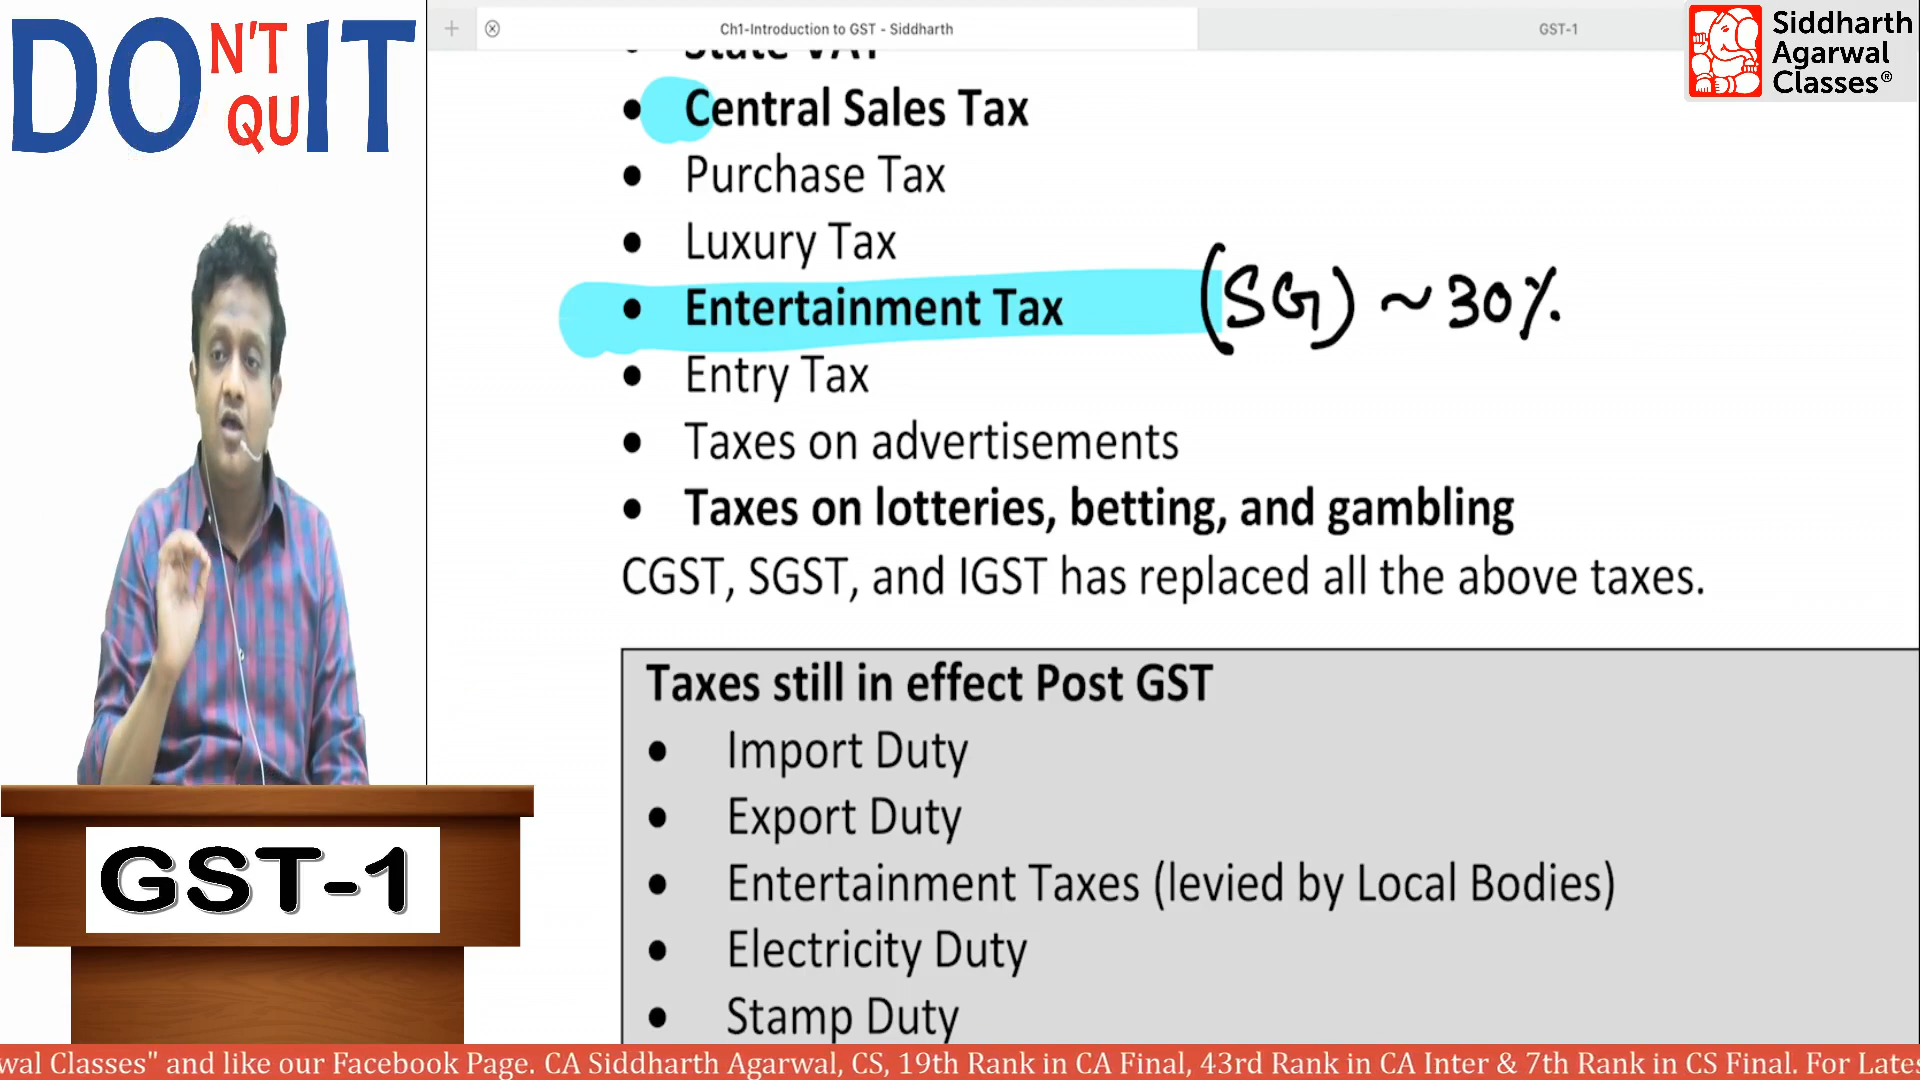 DON'T QUIT
Ch1-Introduction to GST - Siddharth
GST-1
Siddharth
Agarwal
Classes®
• State VAT
• Central Sales Tax
• Purchase Tax
• Luxury Tax
• Entertainment Tax (SG) ~30%.
• Entry Tax
• Taxes on advertisements
• Taxes on lotteries, betting, and gambling
CGST, SGST, and IGST has replaced all the above taxes.
Taxes still in effect Post GST
• Import Duty
• Export Duty
• Entertainment Taxes (levied by Local Bodies)
• Electricity Duty
• Stamp Duty
GST-1
wal Classes" and like our Facebook Page. CA Siddharth Agarwal, CS, 19th Rank in CA Final, 43rd Rank in CA Inter & 7th Rank in CS Final. For Lates